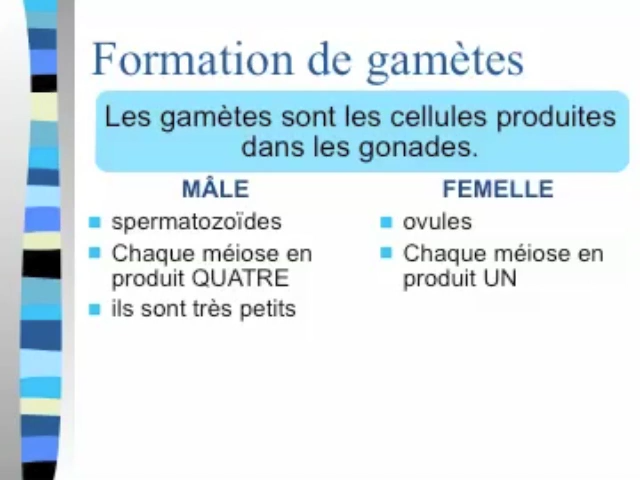 Formation de gamètes
Les gamètes sont les cellules produites
dans les gonades.
MÂLE
spermatozoïdes
Chaque méiose en
produit QUATRE
ils sont très petits
FEMELLE
ovules
Chaque méiose en
produit UN